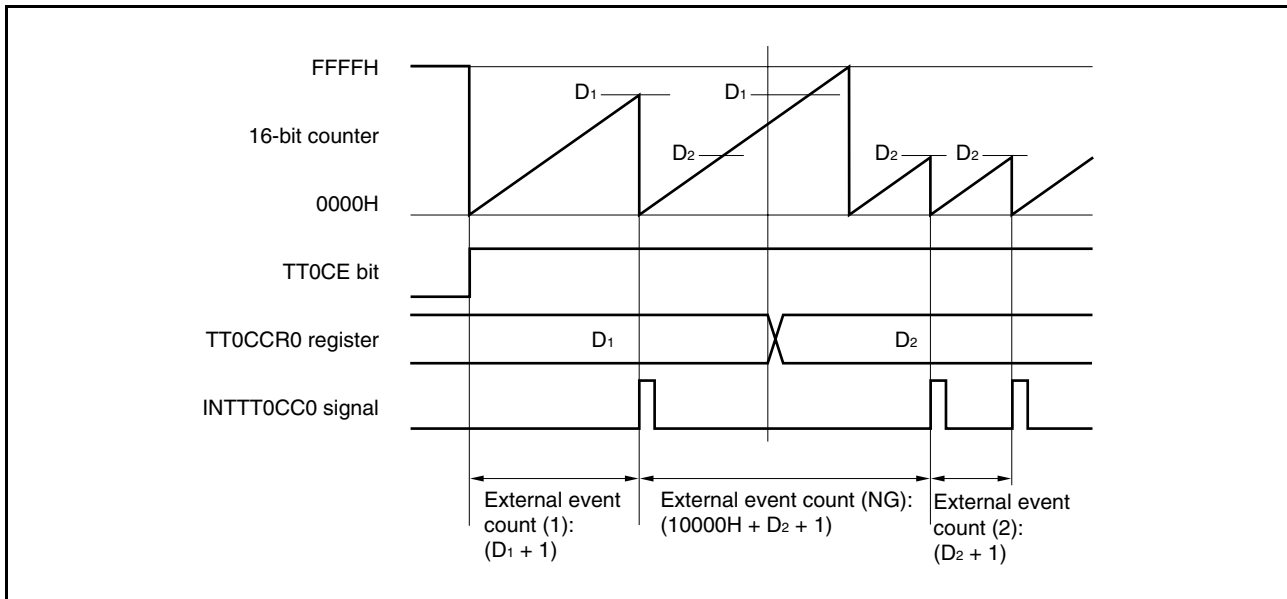 FFFFH
D1
D1
16-bit counter
D2
D2
D2
0000H
TT0CE bit
TT0CCR0 register
D1
D2
INTTT0CC0 signal
External event
count (1):
(D1 + 1)
External event count (NG):
(10000H + D2 + 1)
External event
count (2):
(D2 + 1)